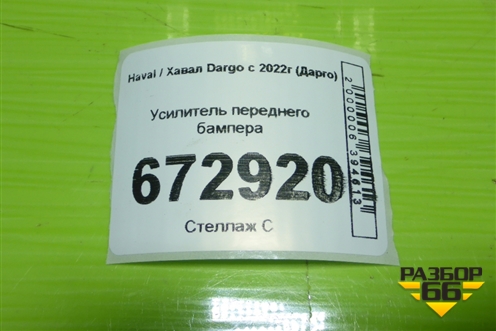 Haval / Хавал Dargo с 2022г (Дарго)
Усилитель переднего
бампера
672920
Стеллаж С
2000006394613
РАЗБОР
66